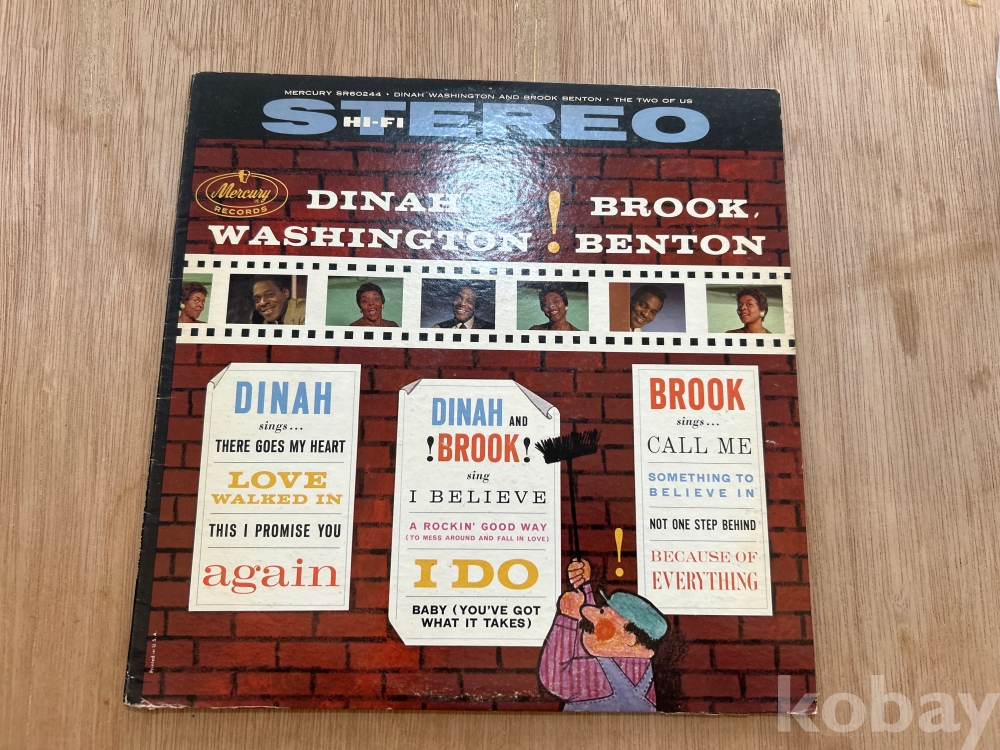 MERCURY SR60244 • DINAH WASHINGTON AND BROOK BENTON • THE TWO OF US
STEREO
HI-FI
Mercury
RECORDS
DINAH
WASHINGTON
!
BROOK
BENTON
DINAH
sings...
THERE GOES MY HEART
LOVE
WALKED IN
THIS I PROMISE YOU
again
DINAH AND
!BROOK!
sing
I BELIEVE
A ROCKIN' GOOD WAY
(TO MESS AROUND AND FALL IN LOVE)
I DO
BABY (YOU'VE GOT
WHAT IT TAKES)
!
BROOK
sings...
CALL ME
SOMETHING TO
BELIEVE IN
NOT ONE STEP BEHIND
BECAUSE OF
EVERYTHING
Printed in U.S.A.
kobay